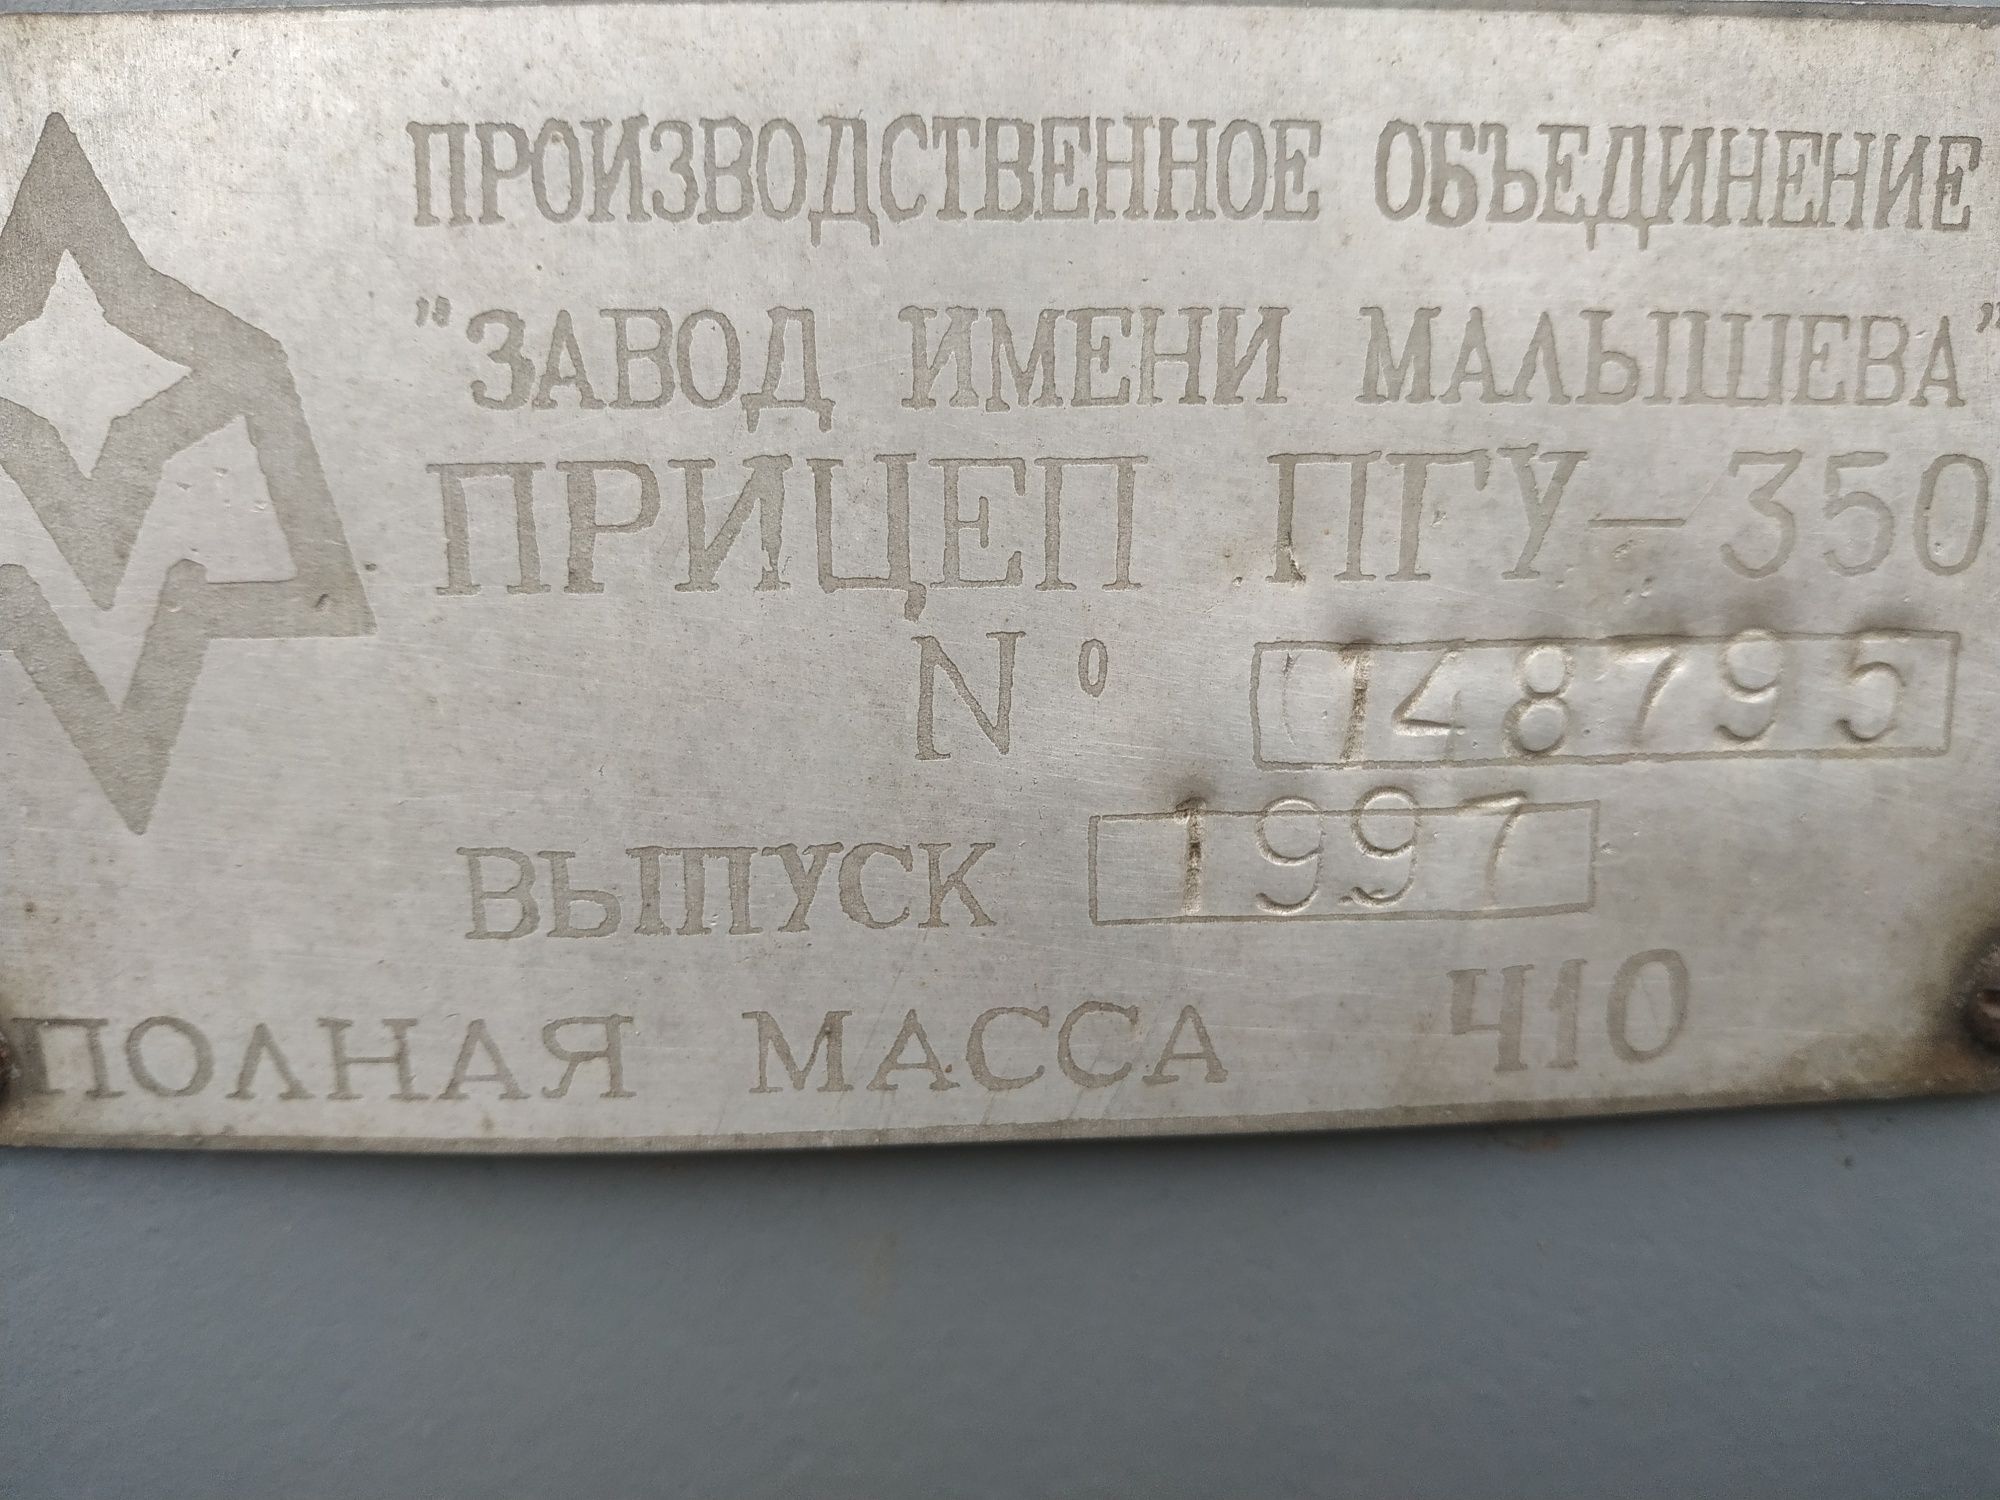 ПРОИЗВОДСТВЕННОЕ ОБЪЕДИНЕНИЕ
"ЗАВОД ИМЕНИ МАЛЫШЕВА"
ПРИЦЕП ПГУ-350
N° 148795
ВЫПУСК 1997
ПОЛНАЯ МАССА 410